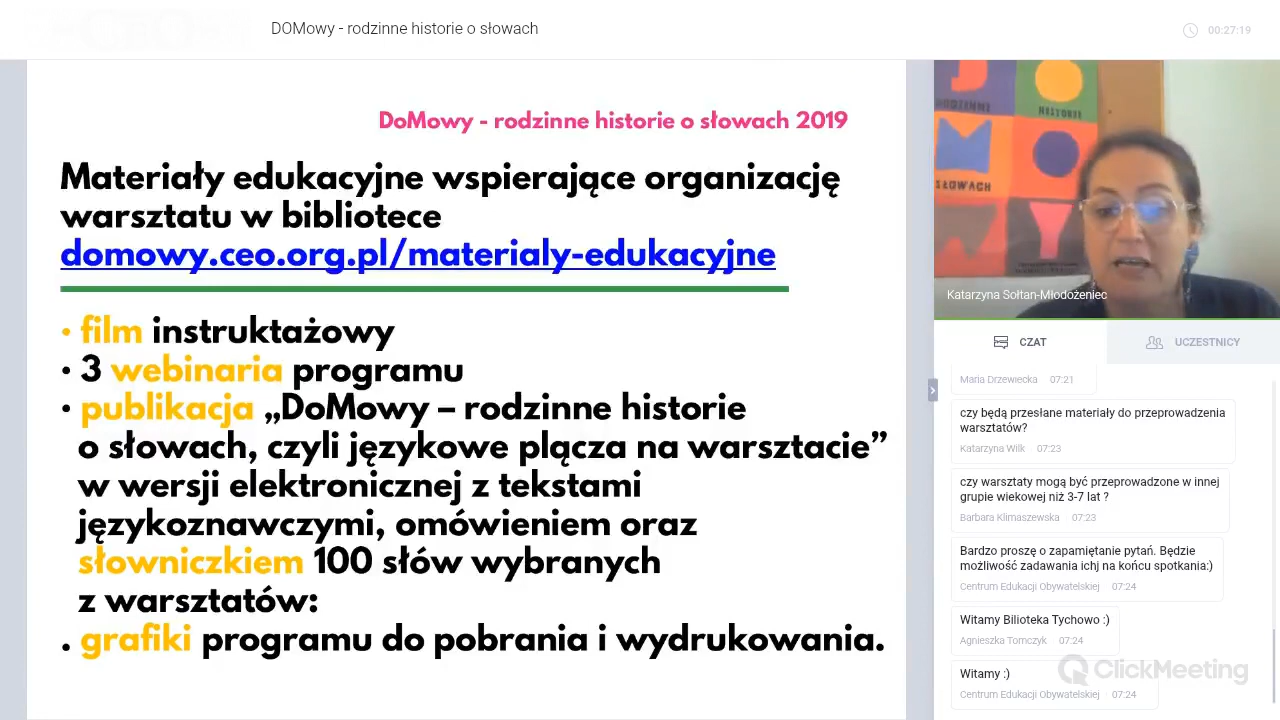 DOMowy - rodzinne historie o słowach
00:27:19
DoMowy - rodzinne historie o słowach 2019
Materiały edukacyjne wspierające organizację
warsztatu w bibliotece
domowy.ceo.org.pl/materialy-edukacyjne
• film instruktażowy
• 3 webinaria programu
• publikacja „DoMowy – rodzinne historie
o słowach, czyli językowe plącza na warsztacie”
w wersji elektronicznej z tekstami
językoznawczymi, omówieniem oraz
słowniczkiem 100 słów wybranych
z warsztatów:
. grafiki programu do pobrania i wydrukowania.
SŁOWACH
Katarzyna Sołtan-Młodożeniec
CZAT
UCZESTNICY
Maria Drzewiecka 07:21
czy będą przesłane materiały do przeprowadzenia
warsztatów?
Katarzyna Wilk 07:23
czy warsztaty mogą być przeprowadzone w innej
grupie wiekowej niż 3-7 lat ?
Barbara Klimaszewska 07:23
Bardzo proszę o zapamiętanie pytań. Będzie
możliwość zadawania ichj na końcu spotkania:)
Centrum Edukacji Obywatelskiej 07:24
Witamy Bilioteka Tychowo :)
Agnieszka Tomczyk 07:24
Witamy :)
Centrum Edukacji Obywatelskiej 07:24
ClickMeeting